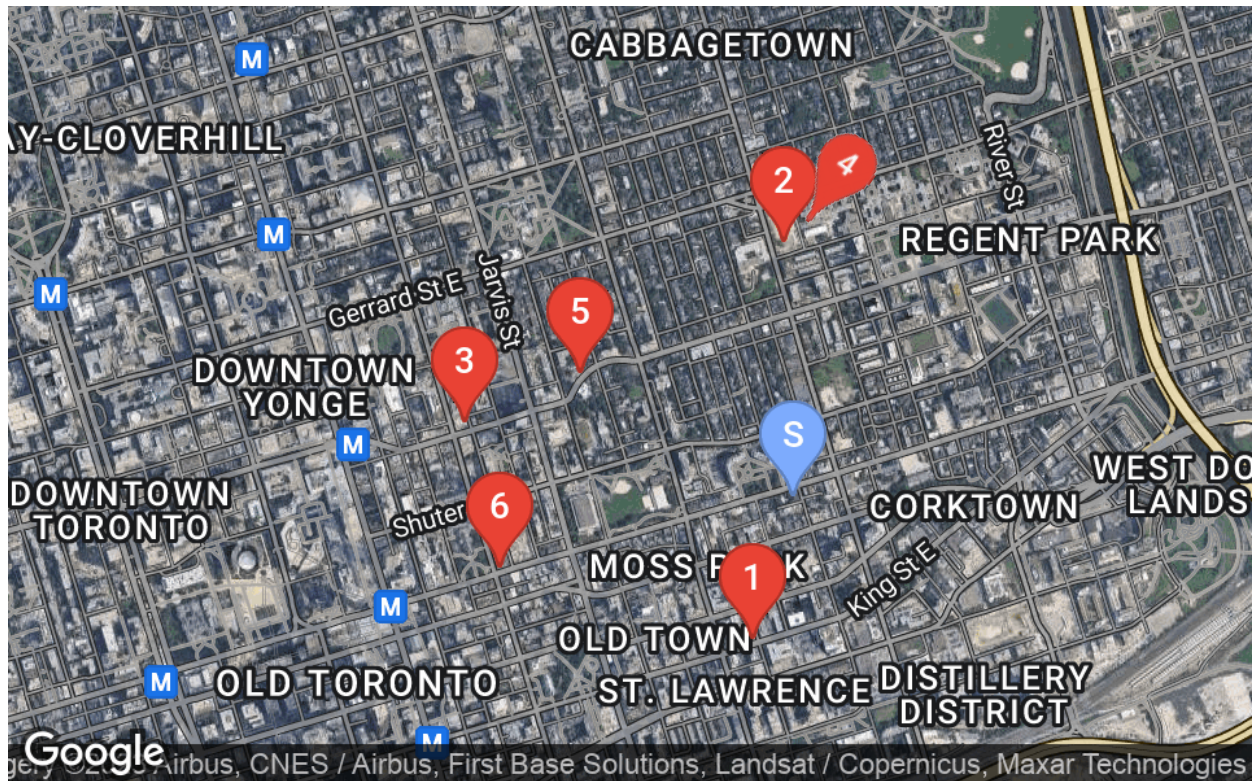 CABBAGETOWN
M
AY-CLOVERHILL
River St
2
4
M
REGENT PARK
Jarvis St
M
Gerrard St E
5
3
DOWNTOWN
YONGE
M
S
DOWNTOWN
TORONTO
Shuter
6
CORKTOWN
WEST DO
LANDS
MOSS P K
1
King St E
M
OLD TOWN
M
OLD TORONTO
ST. LAWRENCE
DISTILLERY
DISTRICT
M
Google
Airbus, CNES / Airbus, First Base Solutions, Landsat / Copernicus, Maxar Technologies